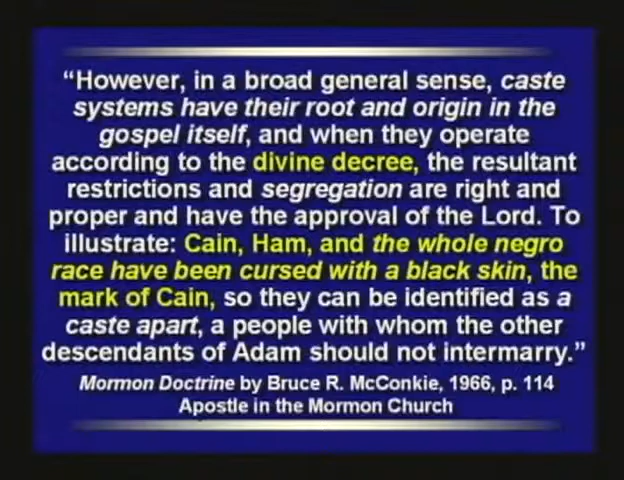 “However, in a broad general sense, caste
systems have their root and origin in the
gospel itself, and when they operate
according to the divine decree, the resultant
restrictions and segregation are right and
proper and have the approval of the Lord. To
illustrate: Cain, Ham, and the whole negro
race have been cursed with a black skin, the
mark of Cain, so they can be identified as a
caste apart, a people with whom the other
descendants of Adam should not intermarry.”
Mormon Doctrine by Bruce R. McConkie, 1966, p. 114
Apostle in the Mormon Church